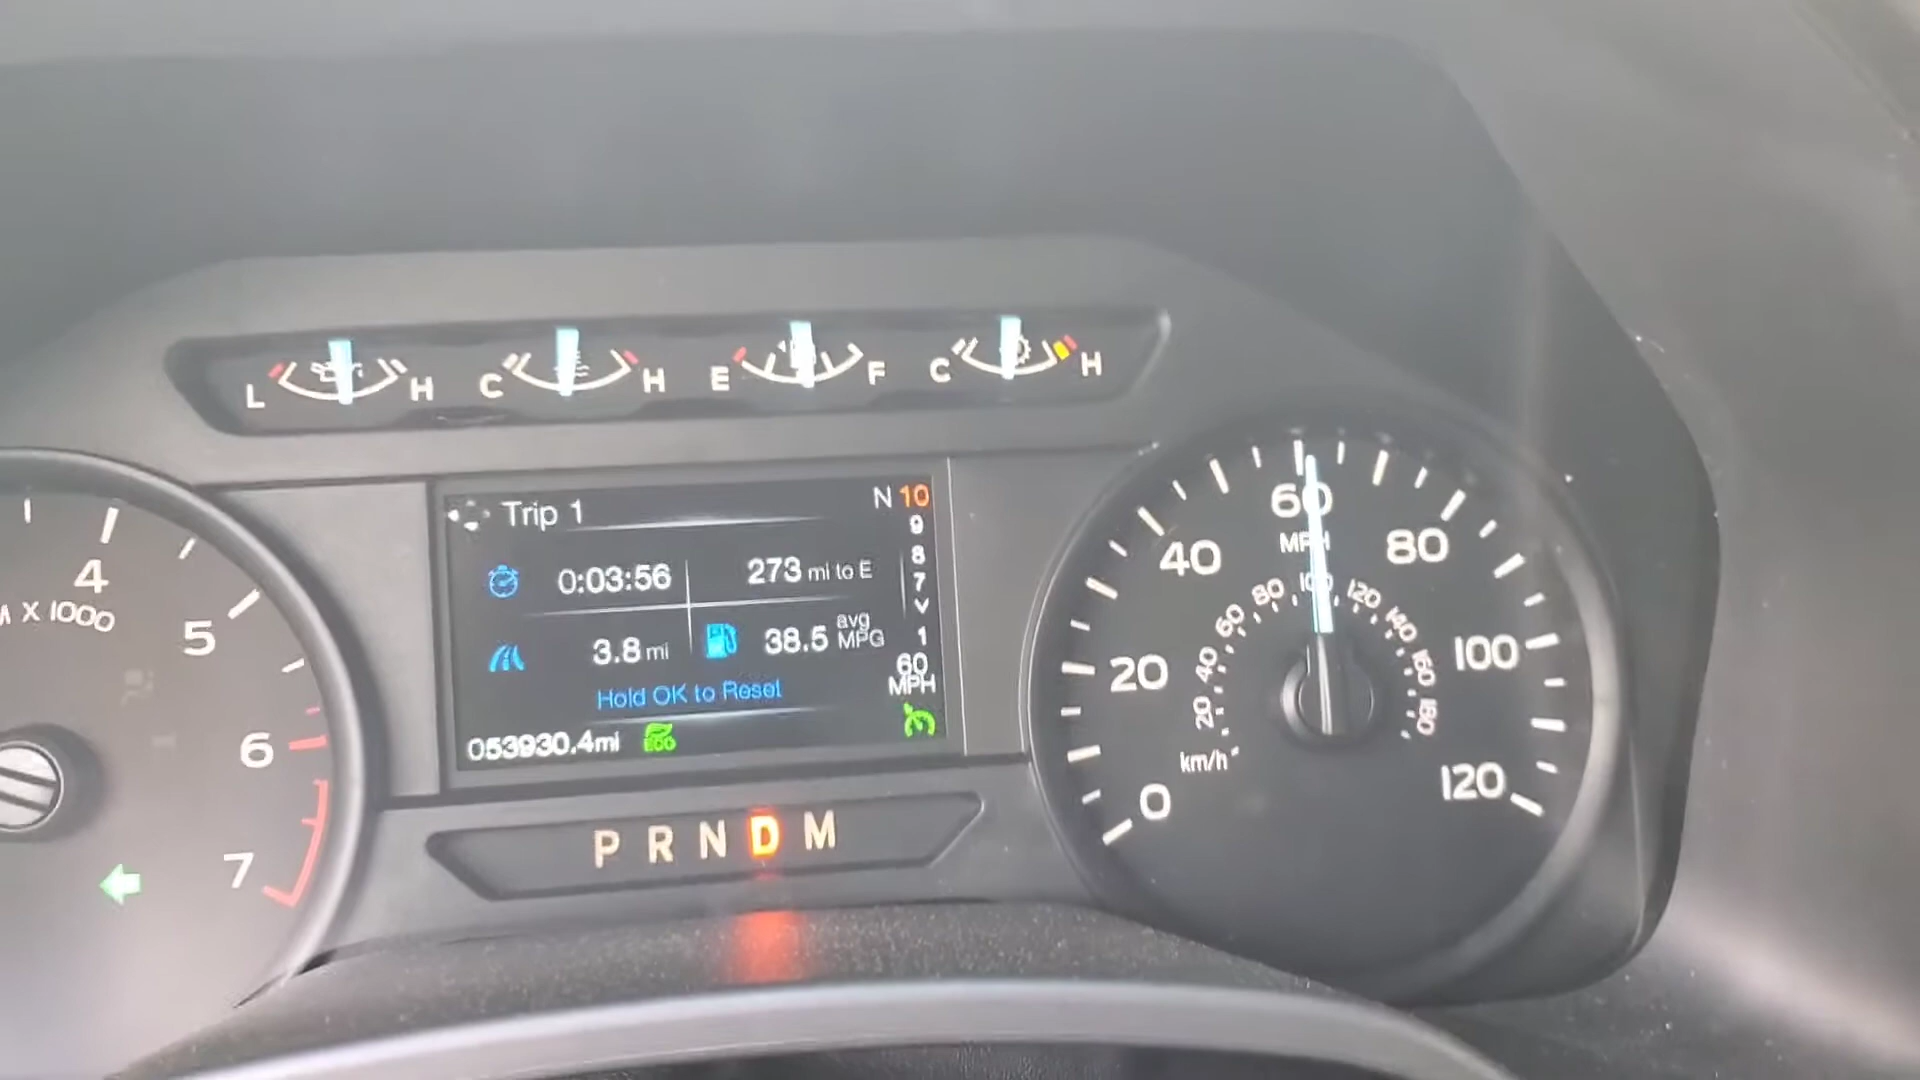 L H C H E F C H
Trip 1
N 10
9
8
7
1
0:03:56
273 mi to E
3.8 mi
38.5 avg MPG
60 MPH
Hold OK to Reset
053930.4mi ECO
P R N D M
4
5
6
7
X 1000
0
20
40
60
80
100
120
MPH
20
40
60
80
100
120
140
160
180
km/h